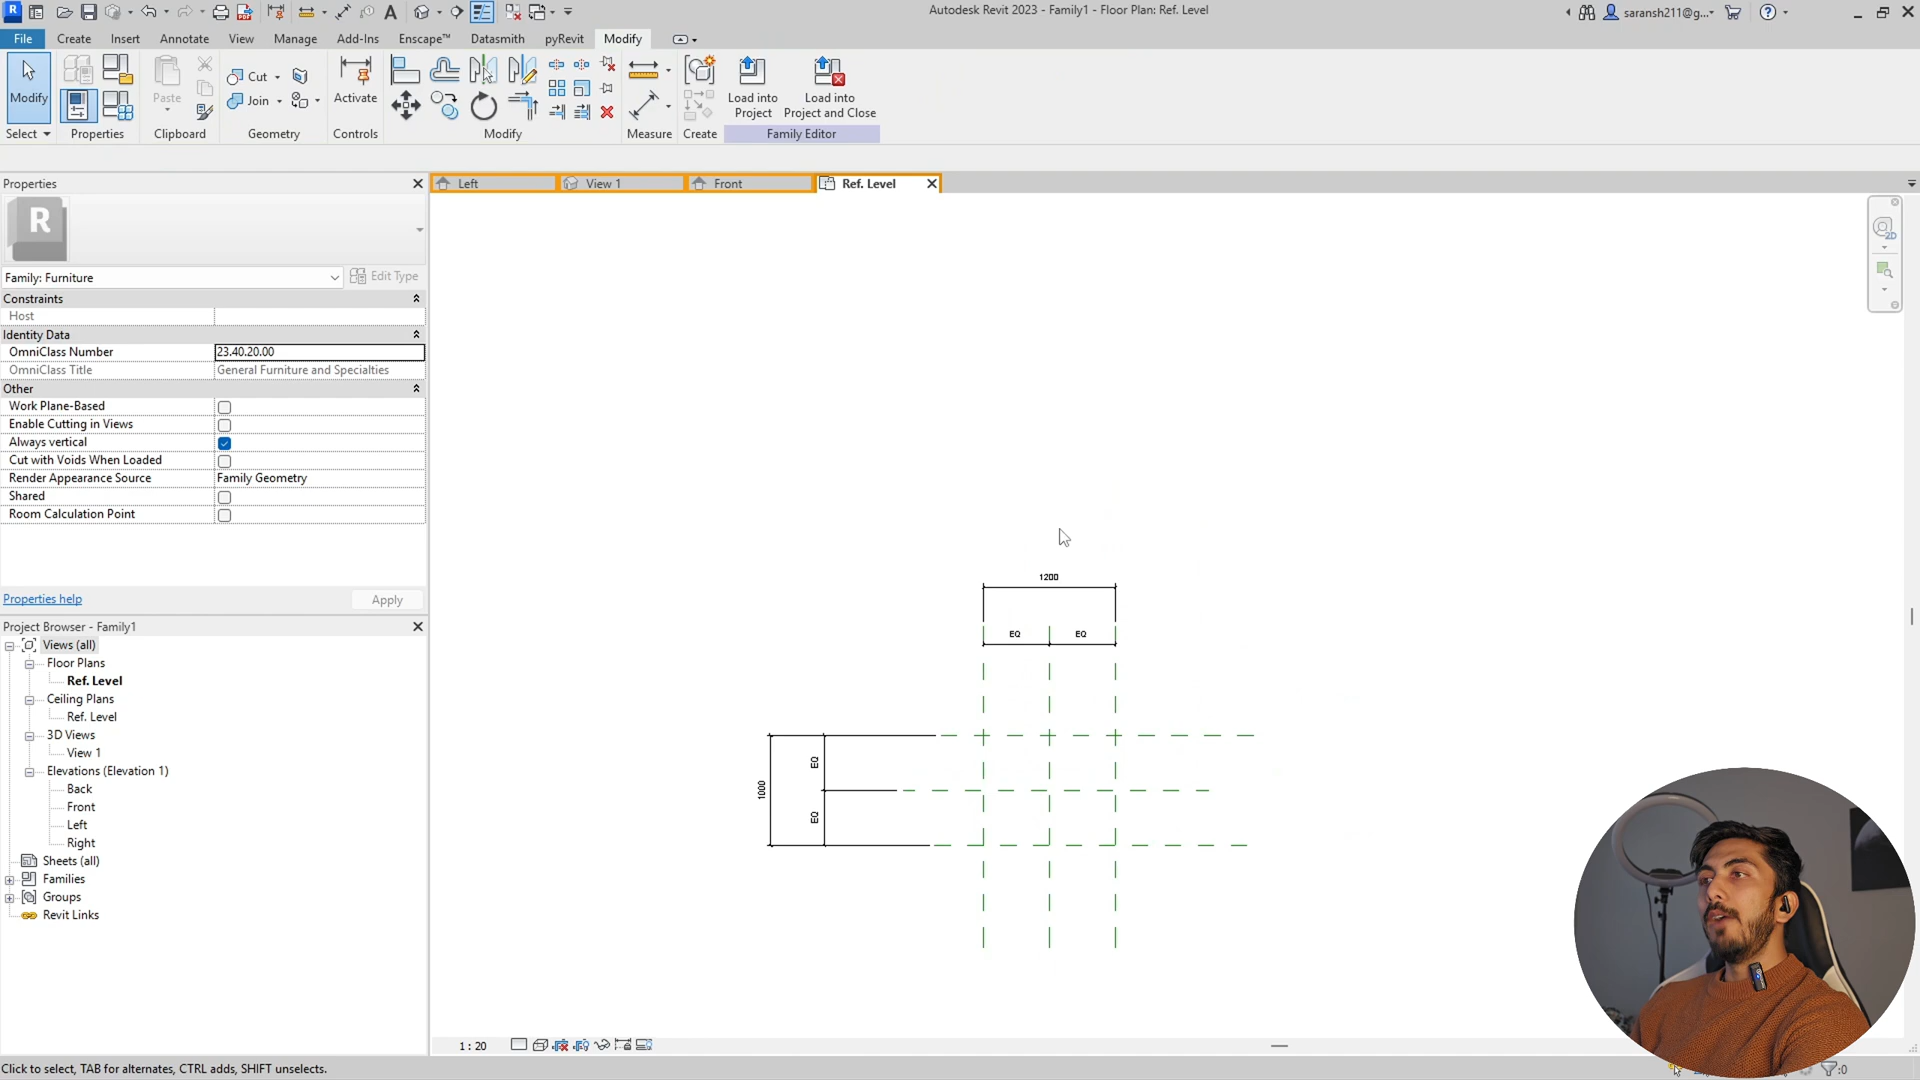 Autodesk Revit 2023 - Family1 - Floor Plan: Ref. Level
saransh211@g...
File Create Insert Annotate View Manage Add-Ins Enscape™ Datasmith pyRevit Modify
Modify
Paste
Cut
Join
Activate
Load into
Project
Load into
Project and Close
Select Properties Clipboard Geometry Controls Modify Measure Create Family Editor
Properties
Left
View 1
Front
Ref. Level
R
2D
Family: Furniture
Edit Type
Constraints
Host
Identity Data
OmniClass Number 23.40.20.00
OmniClass Title General Furniture and Specialties
Other
Work Plane-Based
Enable Cutting in Views
Always vertical
Cut with Voids When Loaded
Render Appearance Source Family Geometry
Shared
Room Calculation Point
Properties help
Apply
Project Browser - Family1
Views (all)
Floor Plans
Ref. Level
Ceiling Plans
Ref. Level
3D Views
View 1
Elevations (Elevation 1)
Back
Front
Left
Right
Sheets (all)
Families
Groups
Revit Links
1200
EQ EQ
1000
EQ
EQ
1 : 20
Click to select, TAB for alternates, CTRL adds, SHIFT unselects.
:0